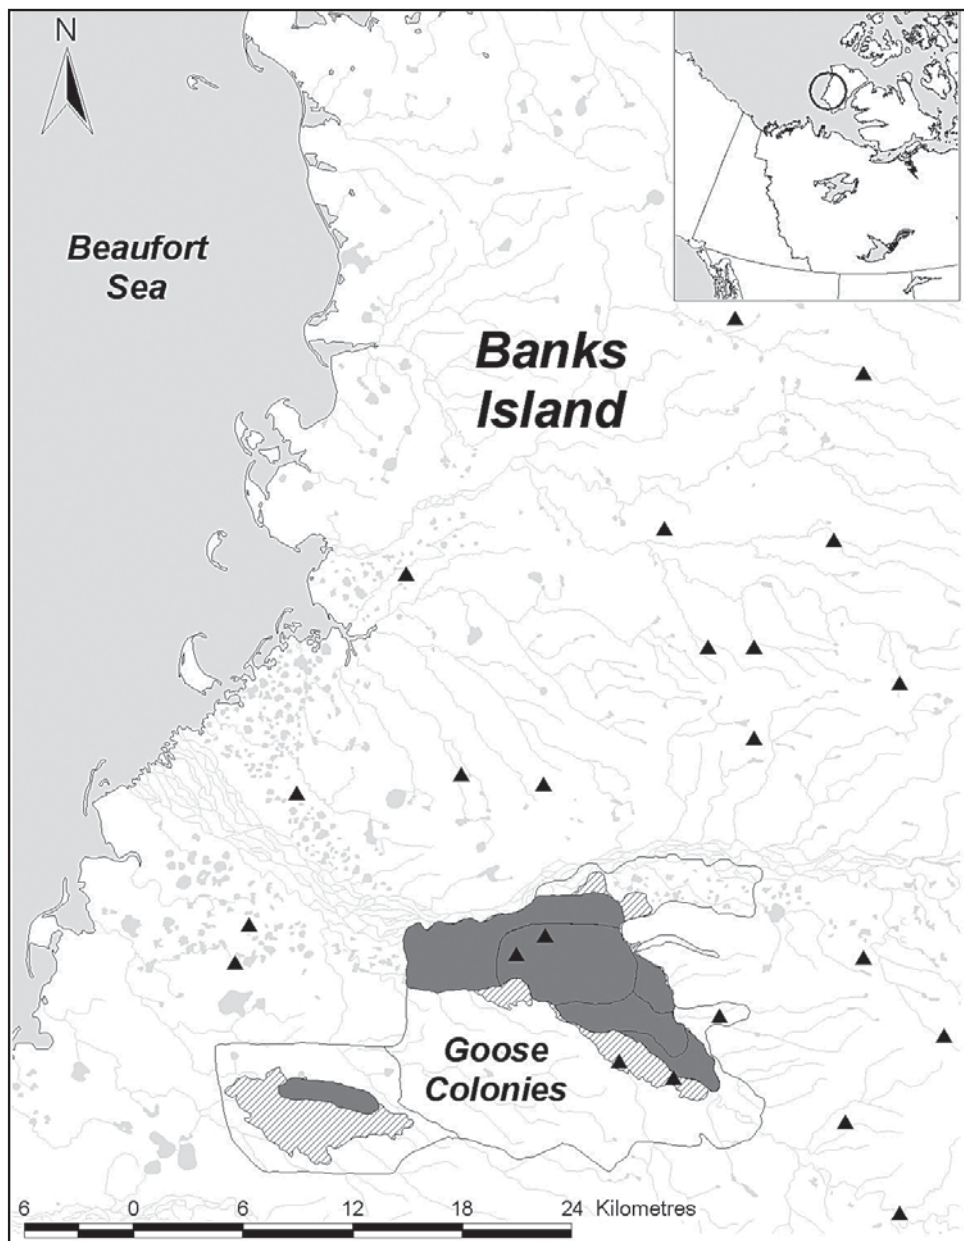 N
Beaufort
Sea
Banks
Island
Goose
Colonies
6 0 6 12 18 24 Kilometres